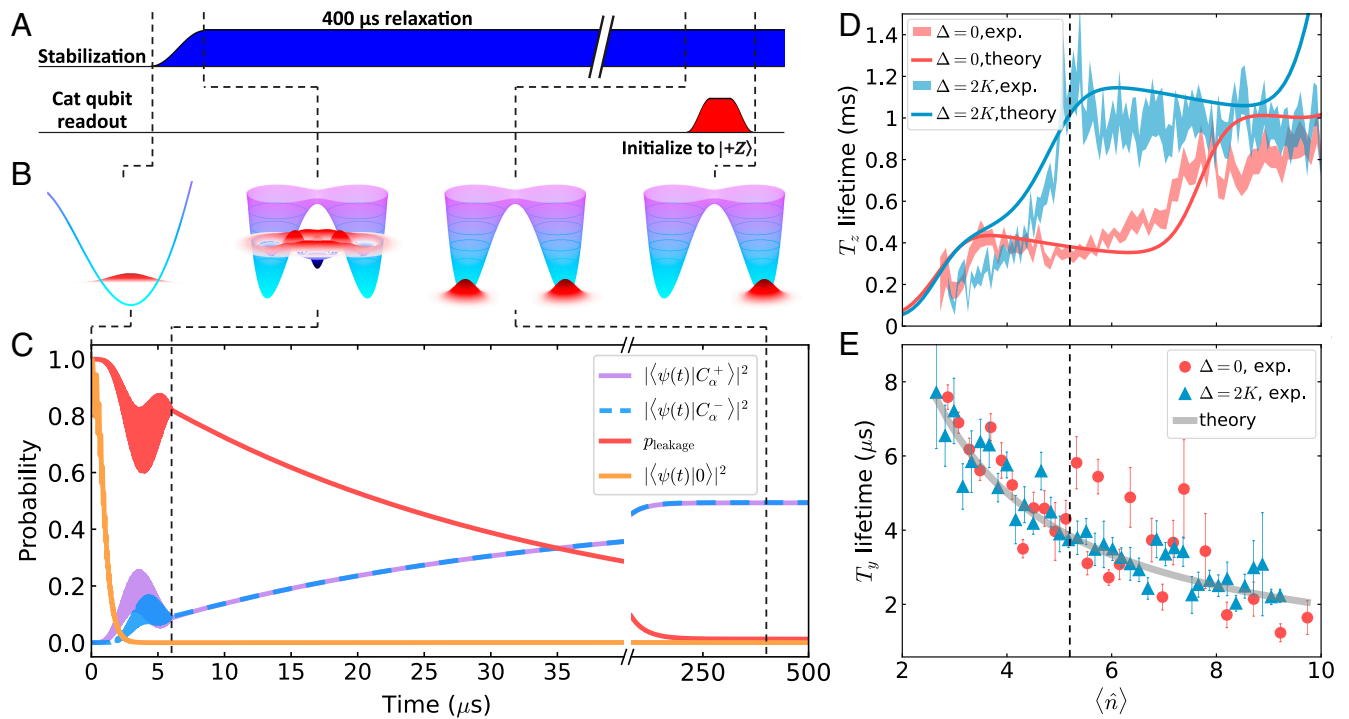 A
400 μs relaxation
Stabilization
Cat qubit
readout
Initialize to |+Z⟩
B
C
1.0
0.8
0.6
0.4
0.2
0.0
Probability
|⟨ψ(t)|C_α^+⟩|^2
|⟨ψ(t)|C_α^−⟩|^2
p_leakage
|⟨ψ(t)|0⟩|^2
0 5 10 15 20 25 30 35 250 500
Time (μs)
D
Δ = 0,exp.
Δ = 0,theory
Δ = 2K,exp.
Δ = 2K,theory
1.4
1.2
1.0
0.8
0.6
0.4
0.2
0
T_z lifetime (ms)
E
Δ = 0, exp.
Δ = 2K, exp.
theory
8
6
4
2
T_y lifetime (μs)
2 4 6 8 10
⟨n̂⟩